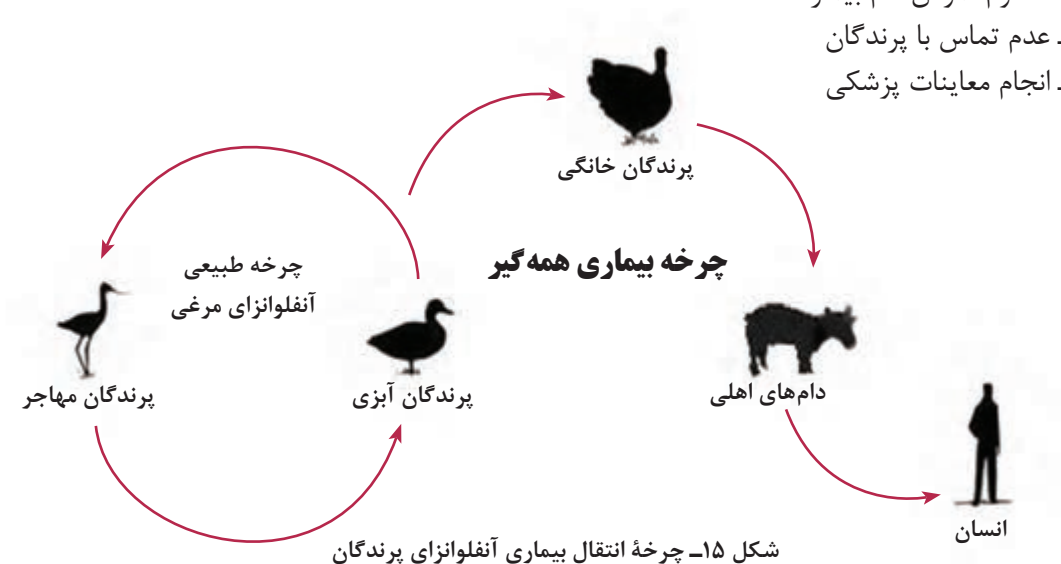 ـ عدم تماس با پرندگان
ـ انجام معاینات پزشکی
پرندگان خانگی
چرخه بیماری همه‌گیر
چرخه طبیعی
آنفلوانزای مرغی
پرندگان مهاجر
پرندگان آبزی
دام‌های اهلی
انسان
شکل ۱۵ـ چرخهٔ انتقال بیماری آنفلوانزای پرندگان